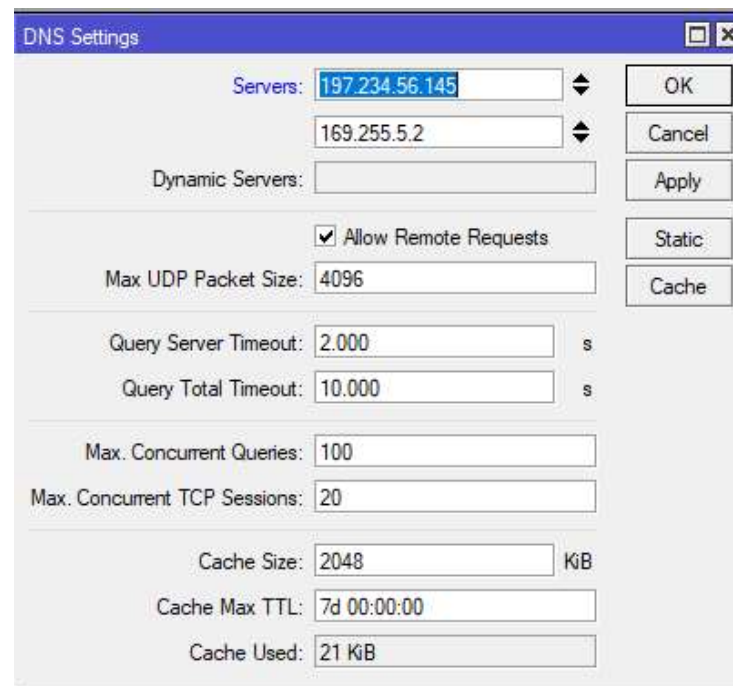 DNS Settings
Servers: 197.234.56.145
OK
169.255.5.2
Cancel
Dynamic Servers:
Apply
Allow Remote Requests
Static
Max UDP Packet Size: 4096
Cache
Query Server Timeout: 2.000 s
Query Total Timeout: 10.000 s
Max. Concurrent Queries: 100
Max. Concurrent TCP Sessions: 20
Cache Size: 2048 KiB
Cache Max TTL: 7d 00:00:00
Cache Used: 21 KiB